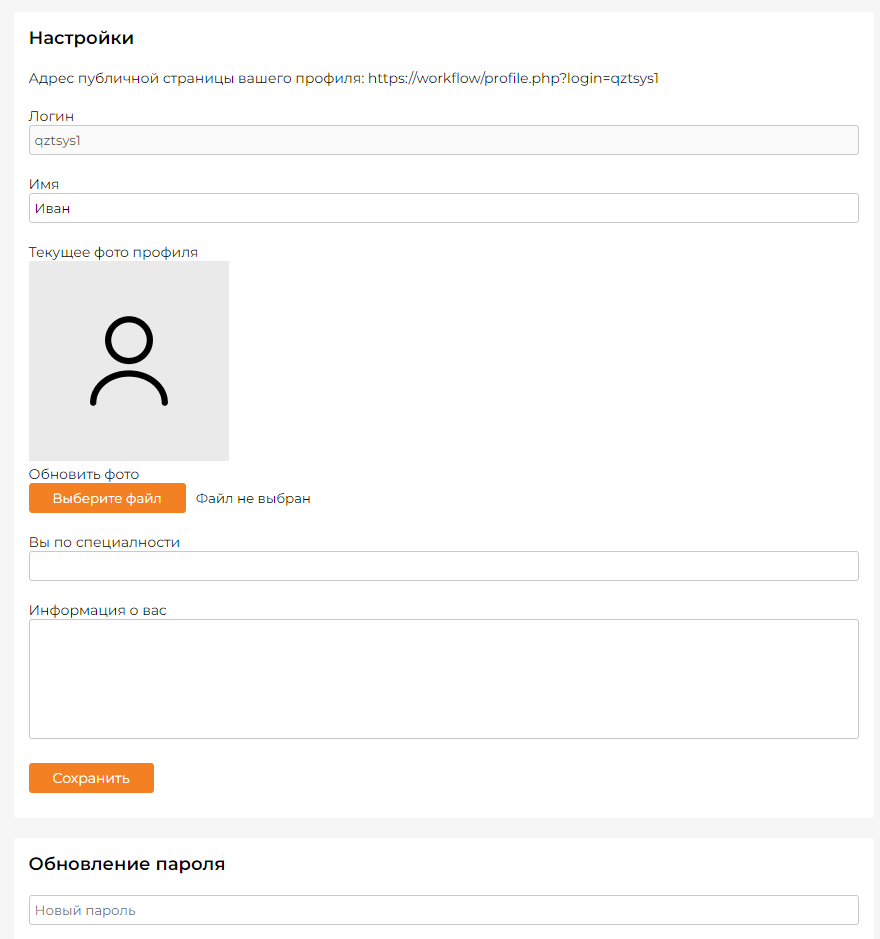 Настройки
Адрес публичной страницы вашего профиля: https://workflow/profile.php?login=qztsys1
Логин
qztsys1
Имя
Иван
Текущее фото профиля
Обновить фото
Выберите файл Файл не выбран
Вы по специалности
Информация о вас
Сохранить
Обновление пароля
Новый пароль